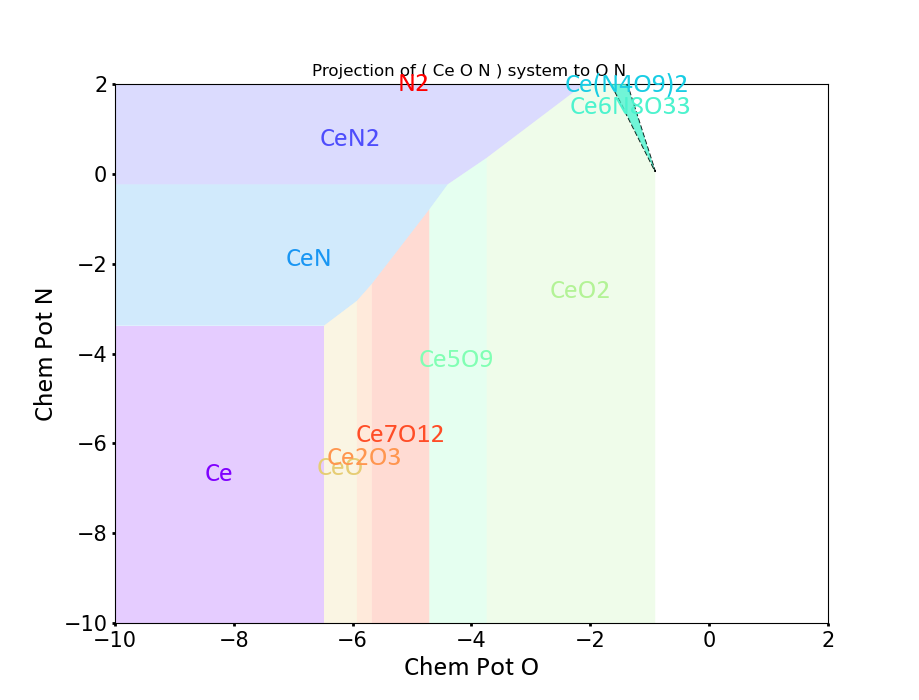 Projection of ( Ce O N ) system to O N
N2
Ce(N4O9)2
Ce6N8O33
CeN2
CeN
CeO2
Ce5O9
Ce7O12
Ce2O3
CeO
Ce
2
0
−2
−4
−6
−8
−10
Chem Pot N
−10 −8 −6 −4 −2 0 2
Chem Pot O